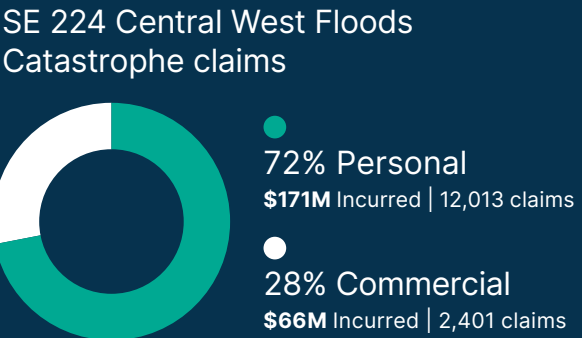 SE 224 Central West Floods
Catastrophe claims
72% Personal
$171M Incurred | 12,013 claims
28% Commercial
$66M Incurred | 2,401 claims